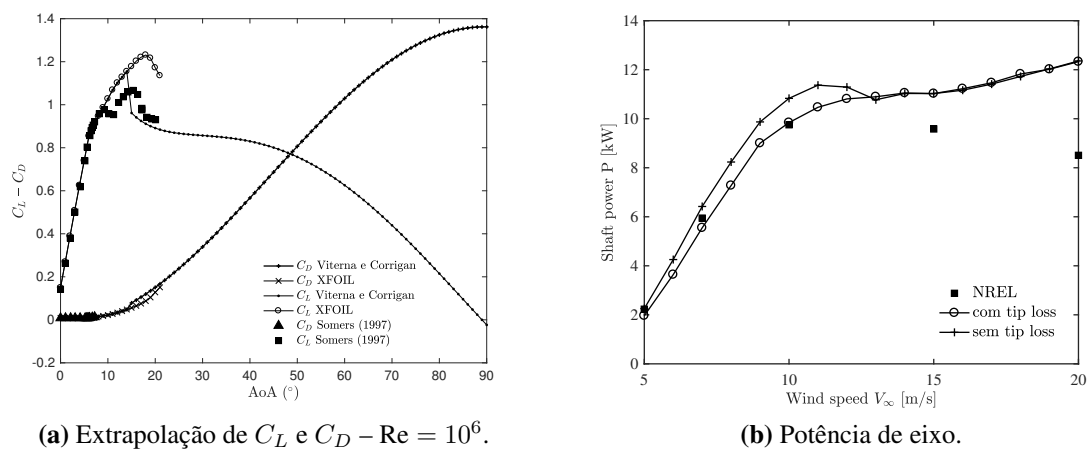 1.4
1.2
1
0.8
0.6
0.4
0.2
0
-0.2
C_L – C_D
0 10 20 30 40 50 60 70 80 90
AoA (°)
C_D Viterna e Corrigan
C_D XFOIL
C_L Viterna e Corrigan
C_L XFOIL
C_D Somers (1997)
C_L Somers (1997)
(a) Extrapolação de C_L e C_D – Re = 10^6.
14
12
10
8
6
4
2
0
Shaft power P [kW]
5 10 15 20
Wind speed V_∞ [m/s]
NREL
com tip loss
sem tip loss
(b) Potência de eixo.